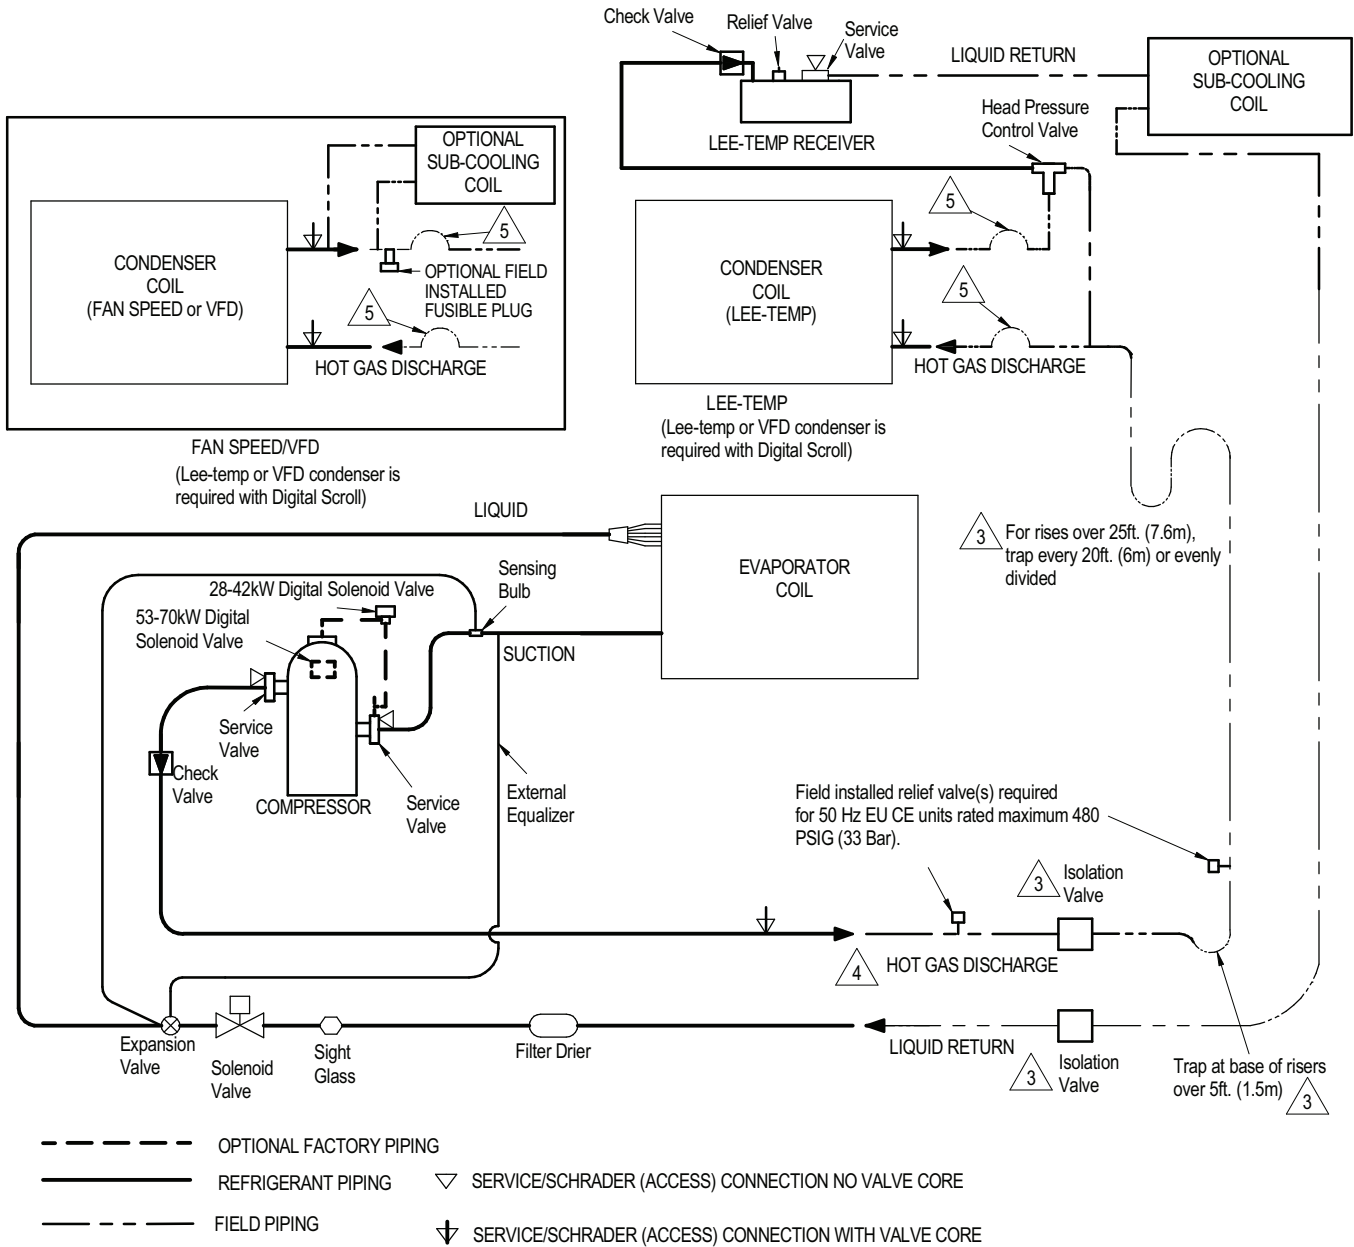 Check Valve
Relief Valve
Service
Valve
LIQUID RETURN
OPTIONAL
SUB-COOLING
COIL
Head Pressure
Control Valve
LEE-TEMP RECEIVER
OPTIONAL
SUB-COOLING
COIL
5
5
CONDENSER
COIL
(FAN SPEED or VFD)
OPTIONAL FIELD
INSTALLED
FUSIBLE PLUG
5
HOT GAS DISCHARGE
CONDENSER
COIL
(LEE-TEMP)
5
HOT GAS DISCHARGE
FAN SPEED/VFD
(Lee-temp or VFD condenser is
required with Digital Scroll)
LEE-TEMP
(Lee-temp or VFD condenser is
required with Digital Scroll)
LIQUID
3
For rises over 25ft. (7.6m),
trap every 20ft. (6m) or evenly
divided
EVAPORATOR
COIL
Sensing
Bulb
28-42kW Digital Solenoid Valve
53-70kW Digital
Solenoid Valve
SUCTION
Service
Valve
Check
Valve
COMPRESSOR
Service
Valve
External
Equalizer
Field installed relief valve(s) required
for 50 Hz EU CE units rated maximum 480
PSIG (33 Bar).
3
Isolation
Valve
4
HOT GAS DISCHARGE
Expansion
Valve
Solenoid
Valve
Sight
Glass
Filter Drier
LIQUID RETURN
3
Isolation
Valve
Trap at base of risers
over 5ft. (1.5m)
3
OPTIONAL FACTORY PIPING
REFRIGERANT PIPING
SERVICE/SCHRADER (ACCESS) CONNECTION NO VALVE CORE
FIELD PIPING
SERVICE/SCHRADER (ACCESS) CONNECTION WITH VALVE CORE